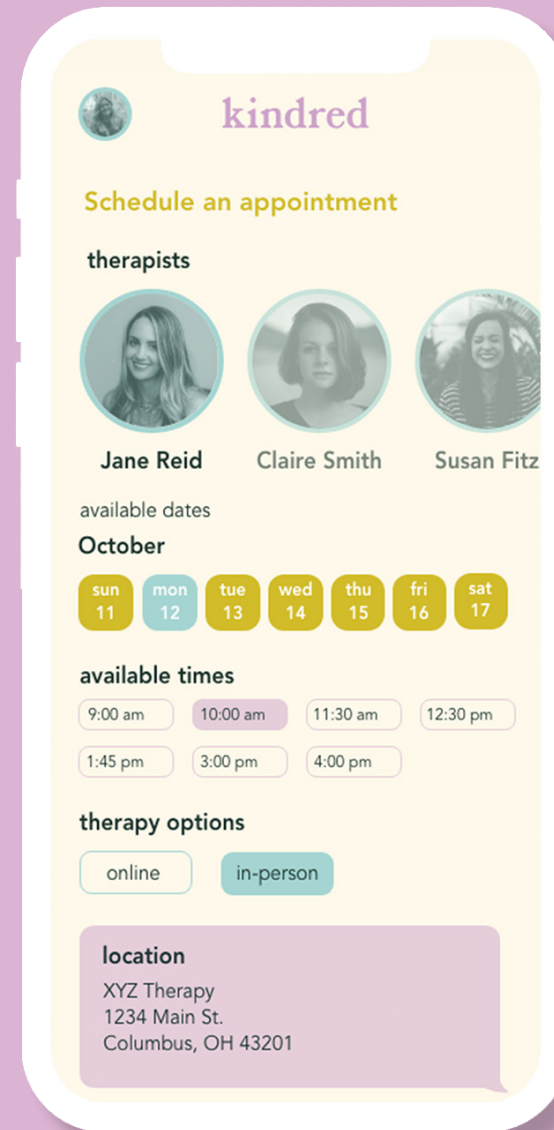 kindred
Schedule an appointment
therapists
Jane Reid Claire Smith Susan Fitz
available dates
October
sun mon tue wed thu fri sat
11 12 13 14 15 16 17
available times
9:00 am 10:00 am 11:30 am 12:30 pm
1:45 pm 3:00 pm 4:00 pm
therapy options
online in-person
location
XYZ Therapy
1234 Main St.
Columbus, OH 43201